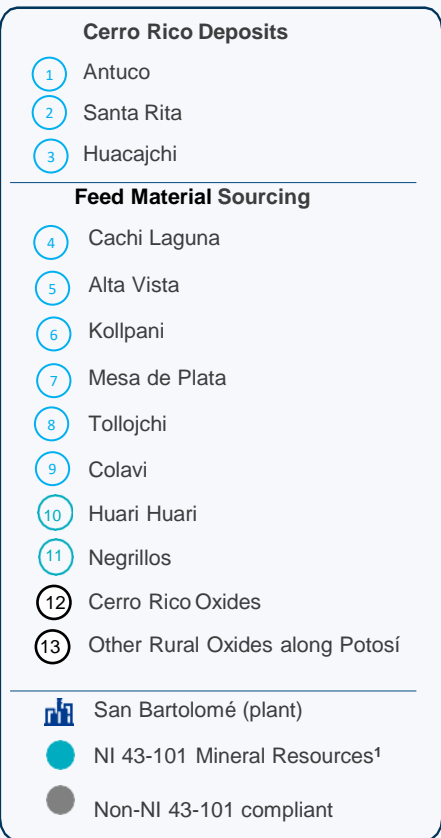 Cerro Rico Deposits
1 Antuco
2 Santa Rita
3 Huacajchi
Feed Material Sourcing
4 Cachi Laguna
5 Alta Vista
6 Kollpani
7 Mesa de Plata
8 Tollojchi
9 Colavi
10 Huari Huari
11 Negrillos
12 Cerro Rico Oxides
13 Other Rural Oxides along Potosí
San Bartolomé (plant)
NI 43-101 Mineral Resources¹
Non-NI 43-101 compliant